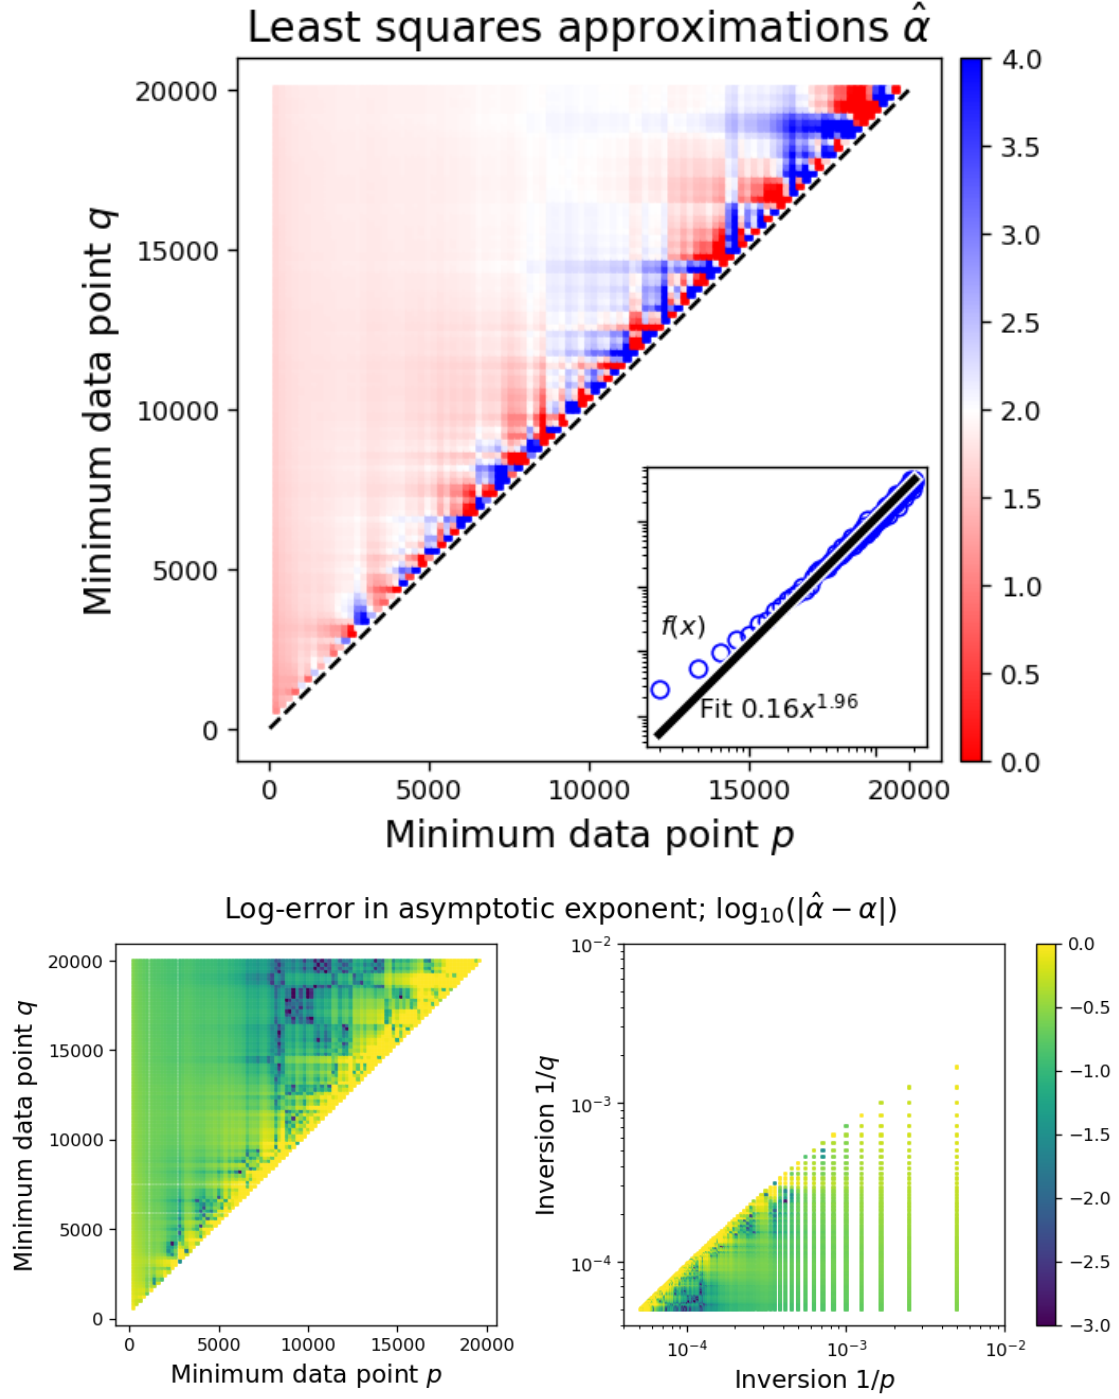 Least squares approximations α̂
Minimum data point q
20000
15000
10000
5000
0
0 5000 10000 15000 20000
Minimum data point p
4.0
3.5
3.0
2.5
2.0
1.5
1.0
0.5
0.0
f(x)
Fit 0.16x^1.96
Log-error in asymptotic exponent; log₁₀(|α̂ − α|)
Minimum data point q
20000
15000
10000
5000
0
0 5000 10000 15000 20000
Minimum data point p
Inversion 1/q
10⁻²
10⁻³
10⁻⁴
10⁻⁴ 10⁻³ 10⁻²
Inversion 1/p
0.0
−0.5
−1.0
−1.5
−2.0
−2.5
−3.0